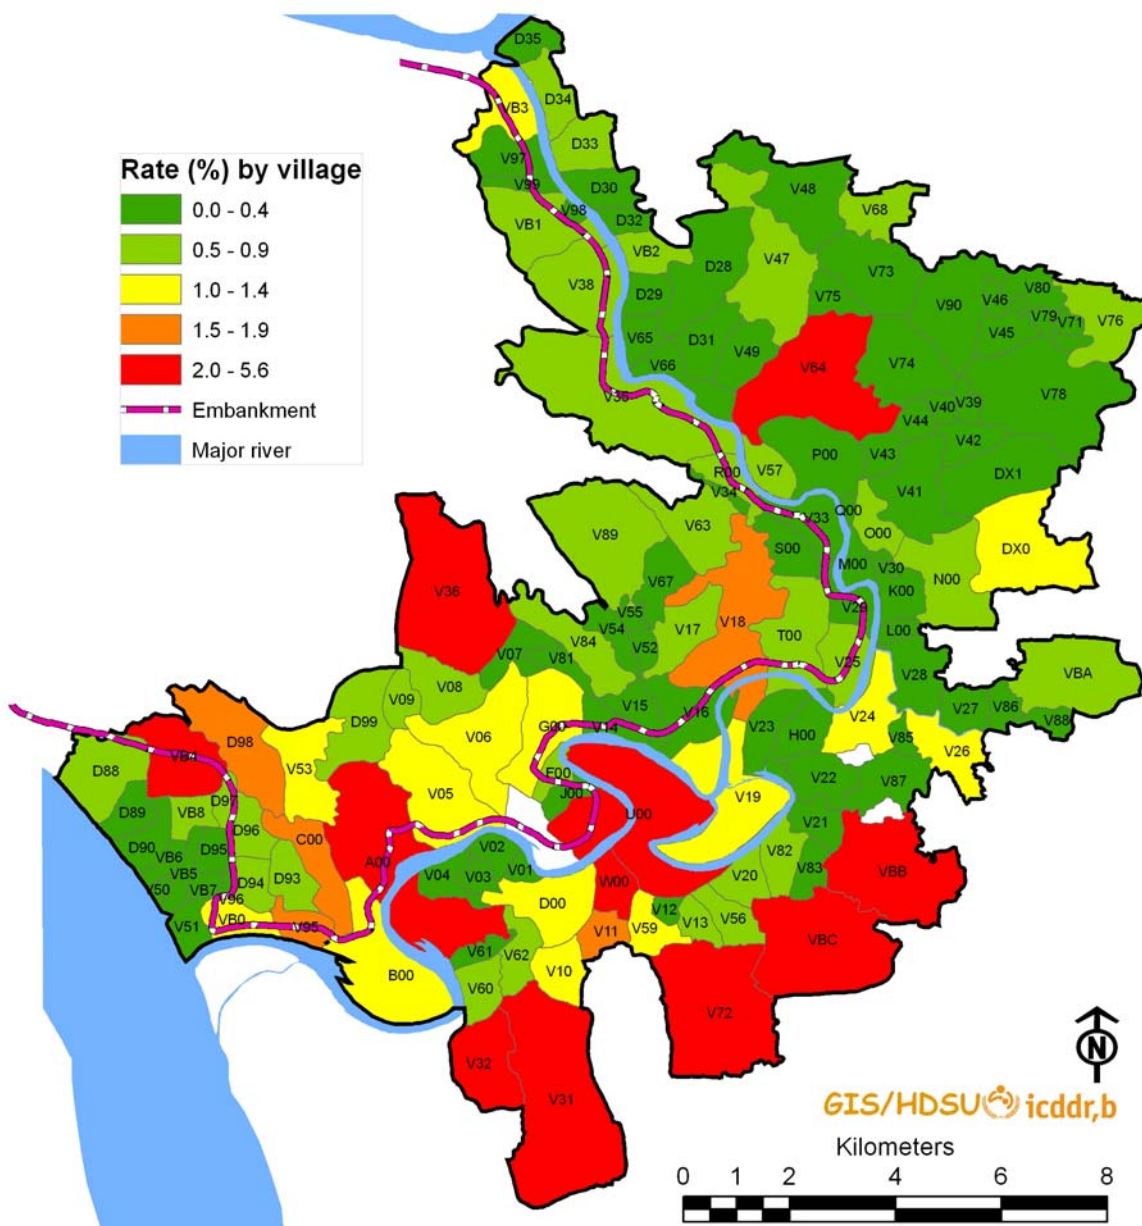 D35
VB3
D34
D33
V97
V99
D30
V98
D32
VB1
VB2
V38
D29
D28
V48
V68
V47
V73
V75
V90
V46
V80
V79
V71
V76
V45
V65
D31
V66
V49
V64
V74
V78
V40
V39
V44
V42
V35
V57
P00
V43
R00
V34
V41
DX1
Rate (%) by village
0.0 - 0.4
0.5 - 0.9
1.0 - 1.4
1.5 - 1.9
2.0 - 5.6
Embankment
Major river
V89
V63
V33
Q00
O00
S00
M00
V30
DX0
V36
V67
K00
N00
V55
V29
V54
V17
V18
T00
L00
V84
V52
V07
V81
V25
V28
VBA
V09
V08
V15
V16
V27
V86
V88
D99
G00
V14
V23
H00
V24
V85
V26
D98
VB4
V06
V53
D88
F00
V22
V87
V05
J00
V19
U00
D97
VB8
D89
D96
V21
C00
D90
D95
VB6
VB5
A00
V02
V01
V04
V03
V82
V83
VBB
V20
V50
VB7
D94
D93
W00
V96
VB0
V51
V95
D00
V12
V13
V56
V11
V59
VBC
V61
V62
B00
V60
V10
V72
V32
V31
N
GIS/HDSU icddr,b
Kilometers
0 1 2 4 6 8